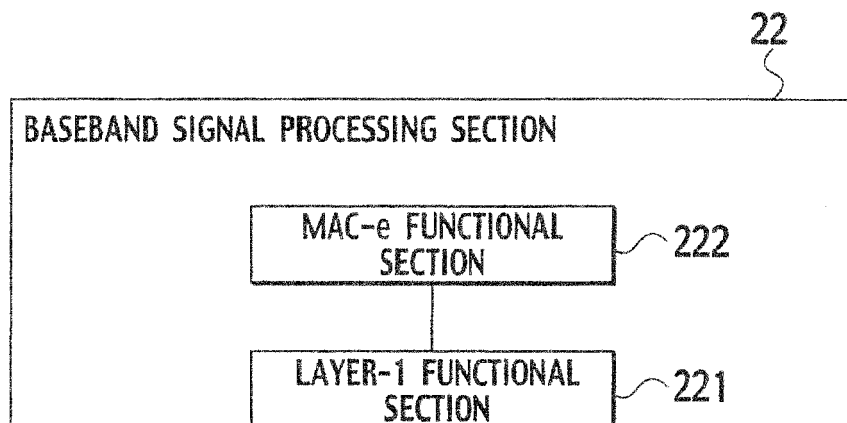 22
BASEBAND SIGNAL PROCESSING SECTION
MAC-e FUNCTIONAL
SECTION
222
LAYER-1 FUNCTIONAL
SECTION
221